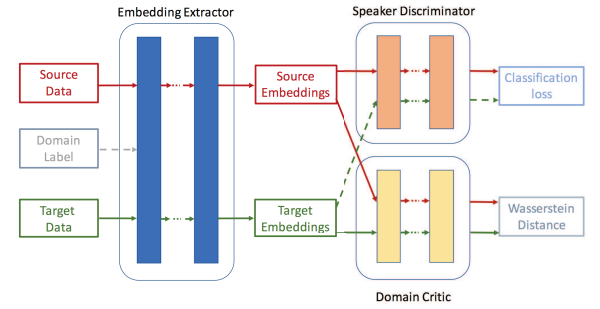 Embedding Extractor
Speaker Discriminator
Source
Data
Source
Embeddings
Classification
loss
Domain
Label
Target
Data
Target
Embeddings
Wasserstein
Distance
Domain Critic